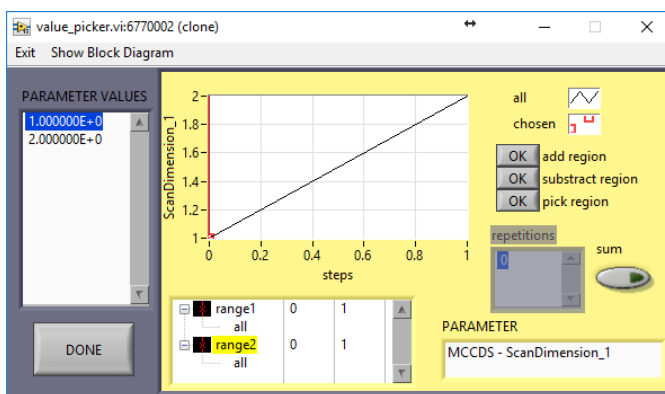 value_picker.vi:6770002 (clone)
Exit Show Block Diagram
PARAMETER VALUES
1.000000E+0
2.000000E+0
DONE
ScanDimension_1
2
1.8
1.6
1.4
1.2
1
0 0.2 0.4 0.6 0.8 1
steps
all
chosen
OK add region
OK substract region
OK pick region
repetitions
0
sum
range1 0 1
all
range2 0 1
all
PARAMETER
MCCDS - ScanDimension_1